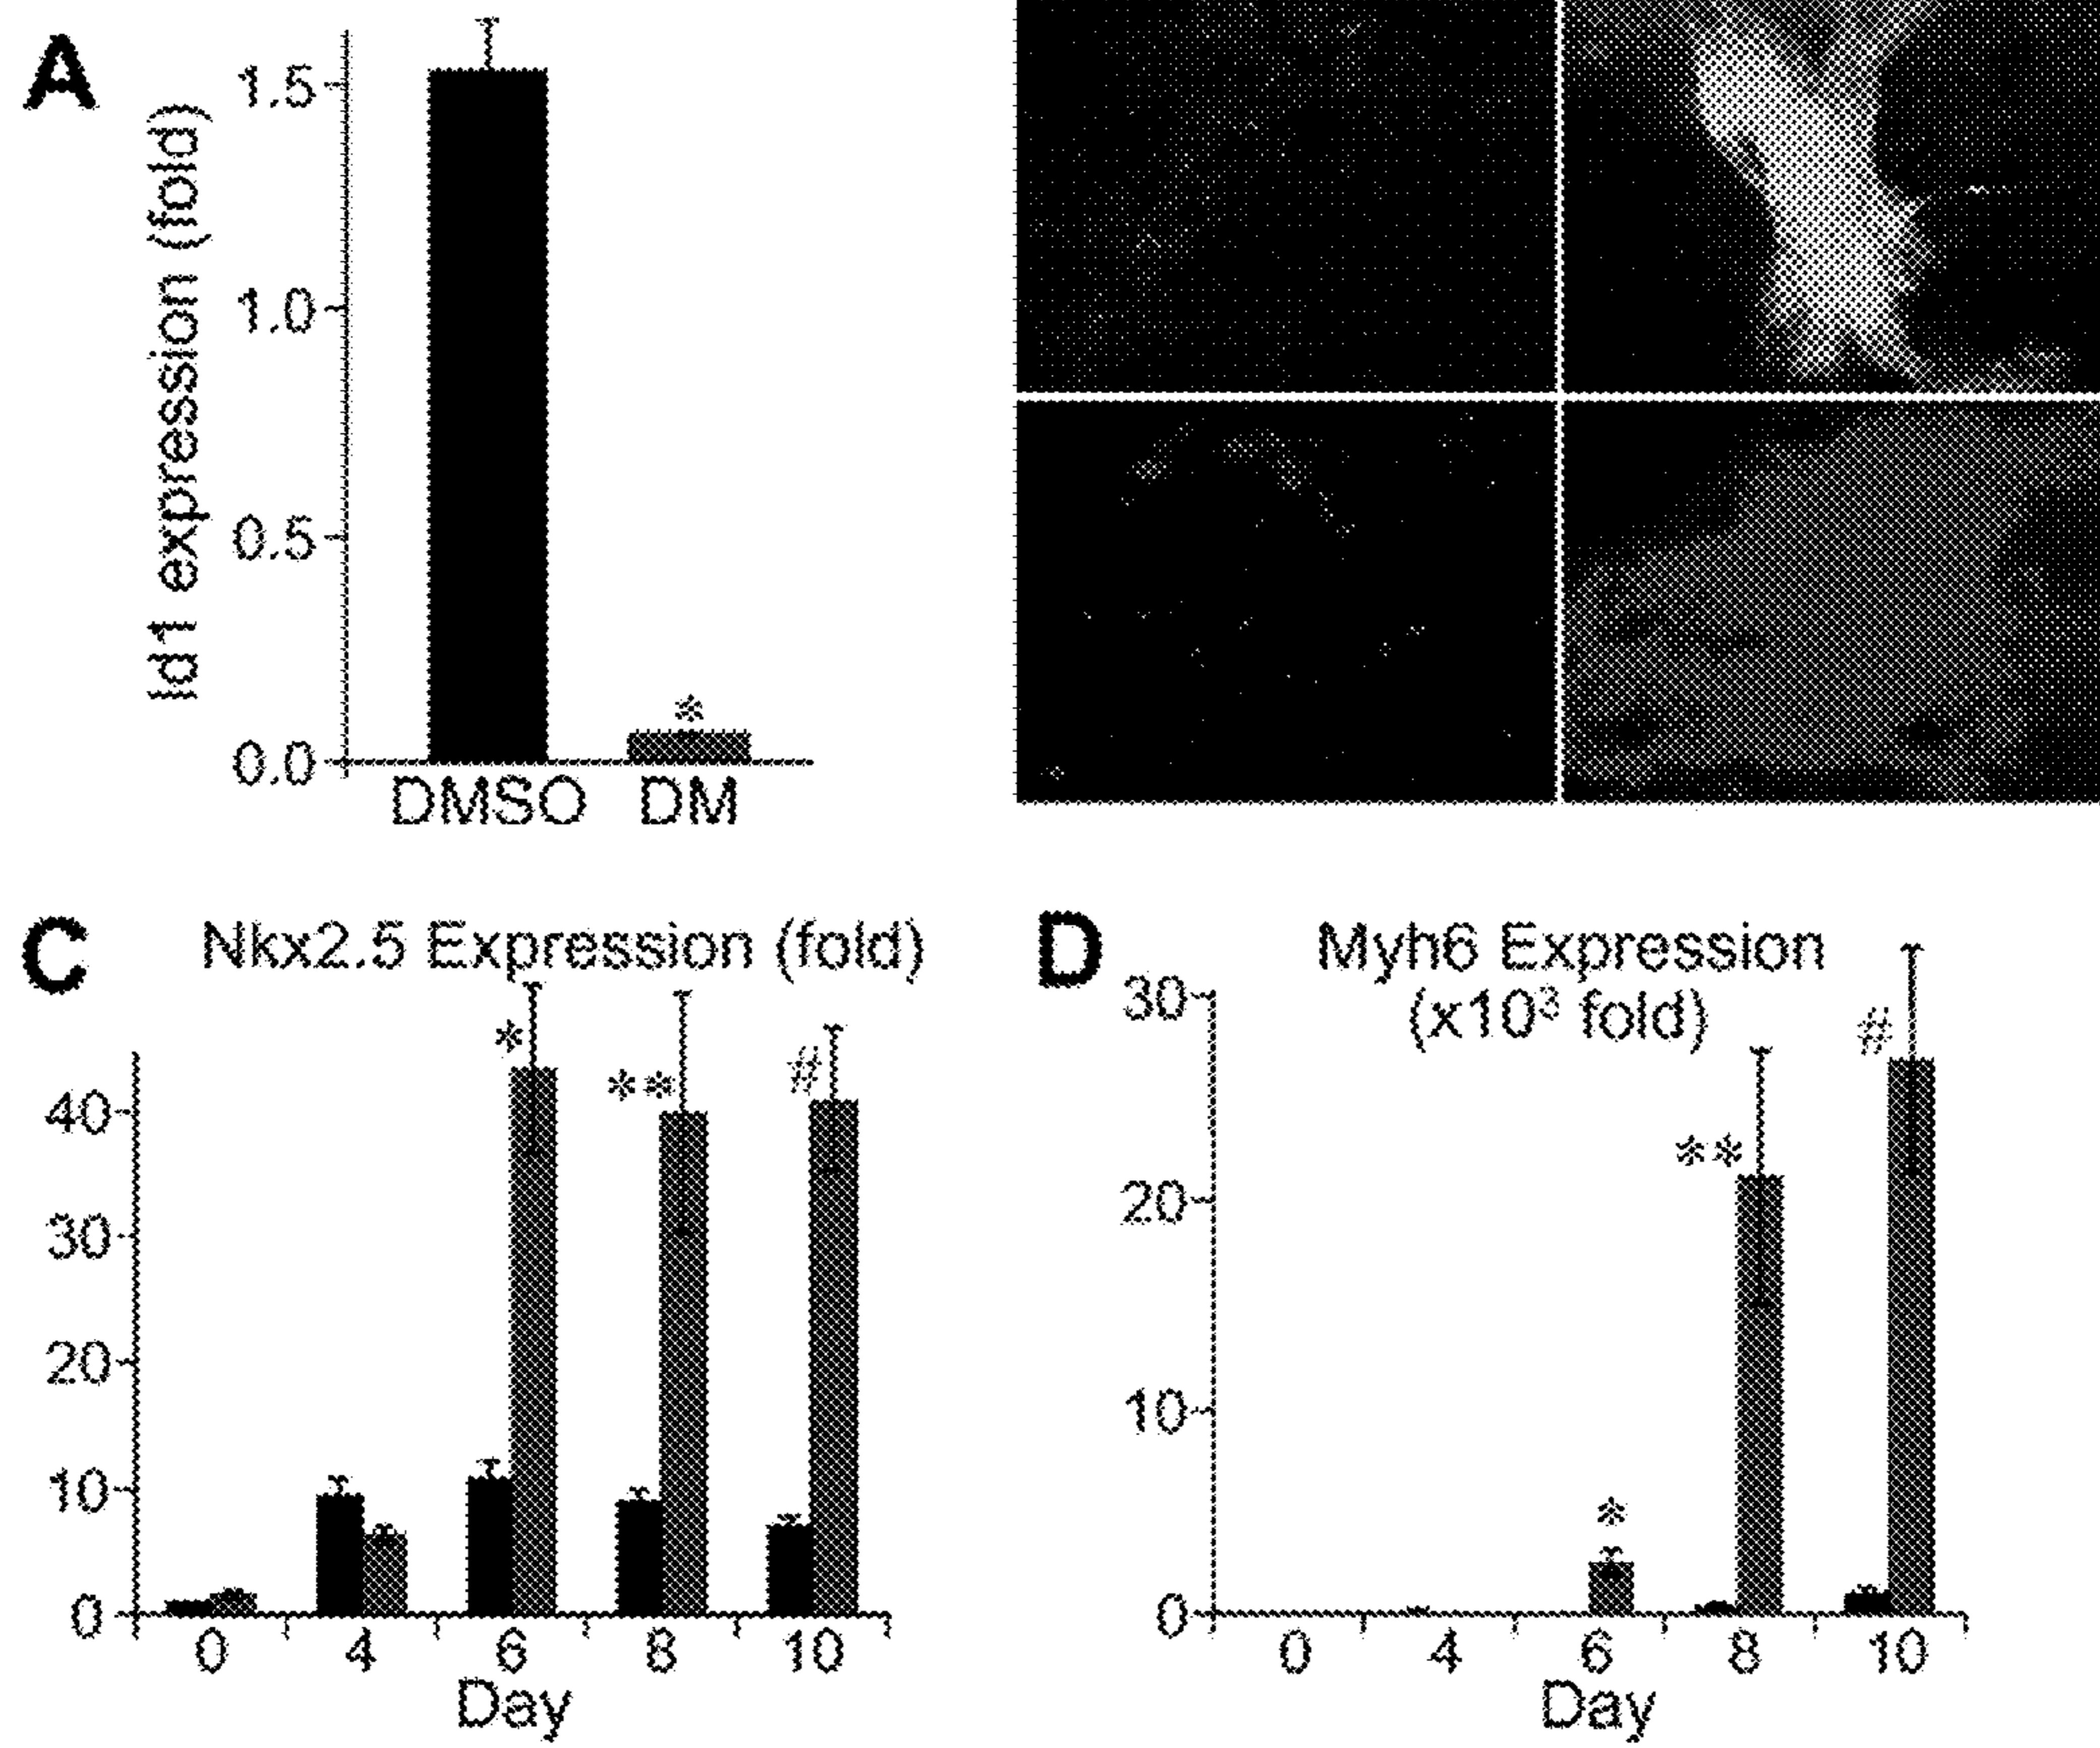 A
Id1 expression (fold)
1.5
1.0
0.5
0.0
*
DMSO DM
C
Nkx2.5 Expression (fold)
40
30
20
10
0
* ** #
0 4 6 8 10
Day
D
Myh6 Expression
(x10³ fold)
30
20
10
0
* ** #
0 4 6 8 10
Day